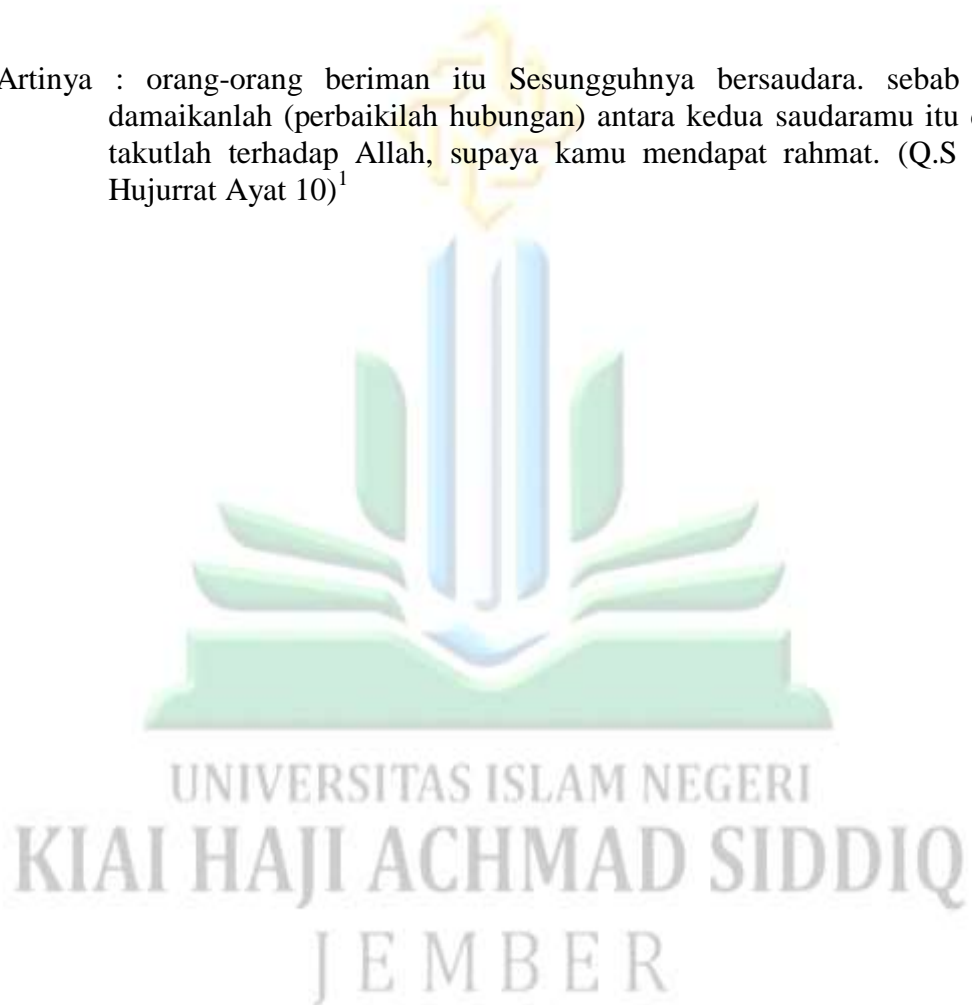 Artinya : orang-orang beriman itu Sesungguhnya bersaudara. sebab
damaikanlah (perbaikilah hubungan) antara kedua saudaramu itu
takutlah terhadap Allah, supaya kamu mendapat rahmat. (Q.S
Hujurrat Ayat 10)¹
UNIVERSITAS ISLAM NEGERI
KIAI HAJI ACHMAD SIDDIQ
JEMBER